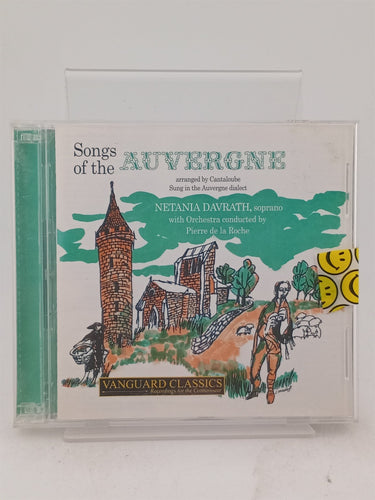 Songs
of the AUVERGNE
arranged by Cantaloube
Sung in the Auvergne dialect
NETANIA DAVRATH, soprano
with Orchestra conducted by
Pierre de la Roche
VANGUARD CLASSICS
Recordings for the Connoisseur